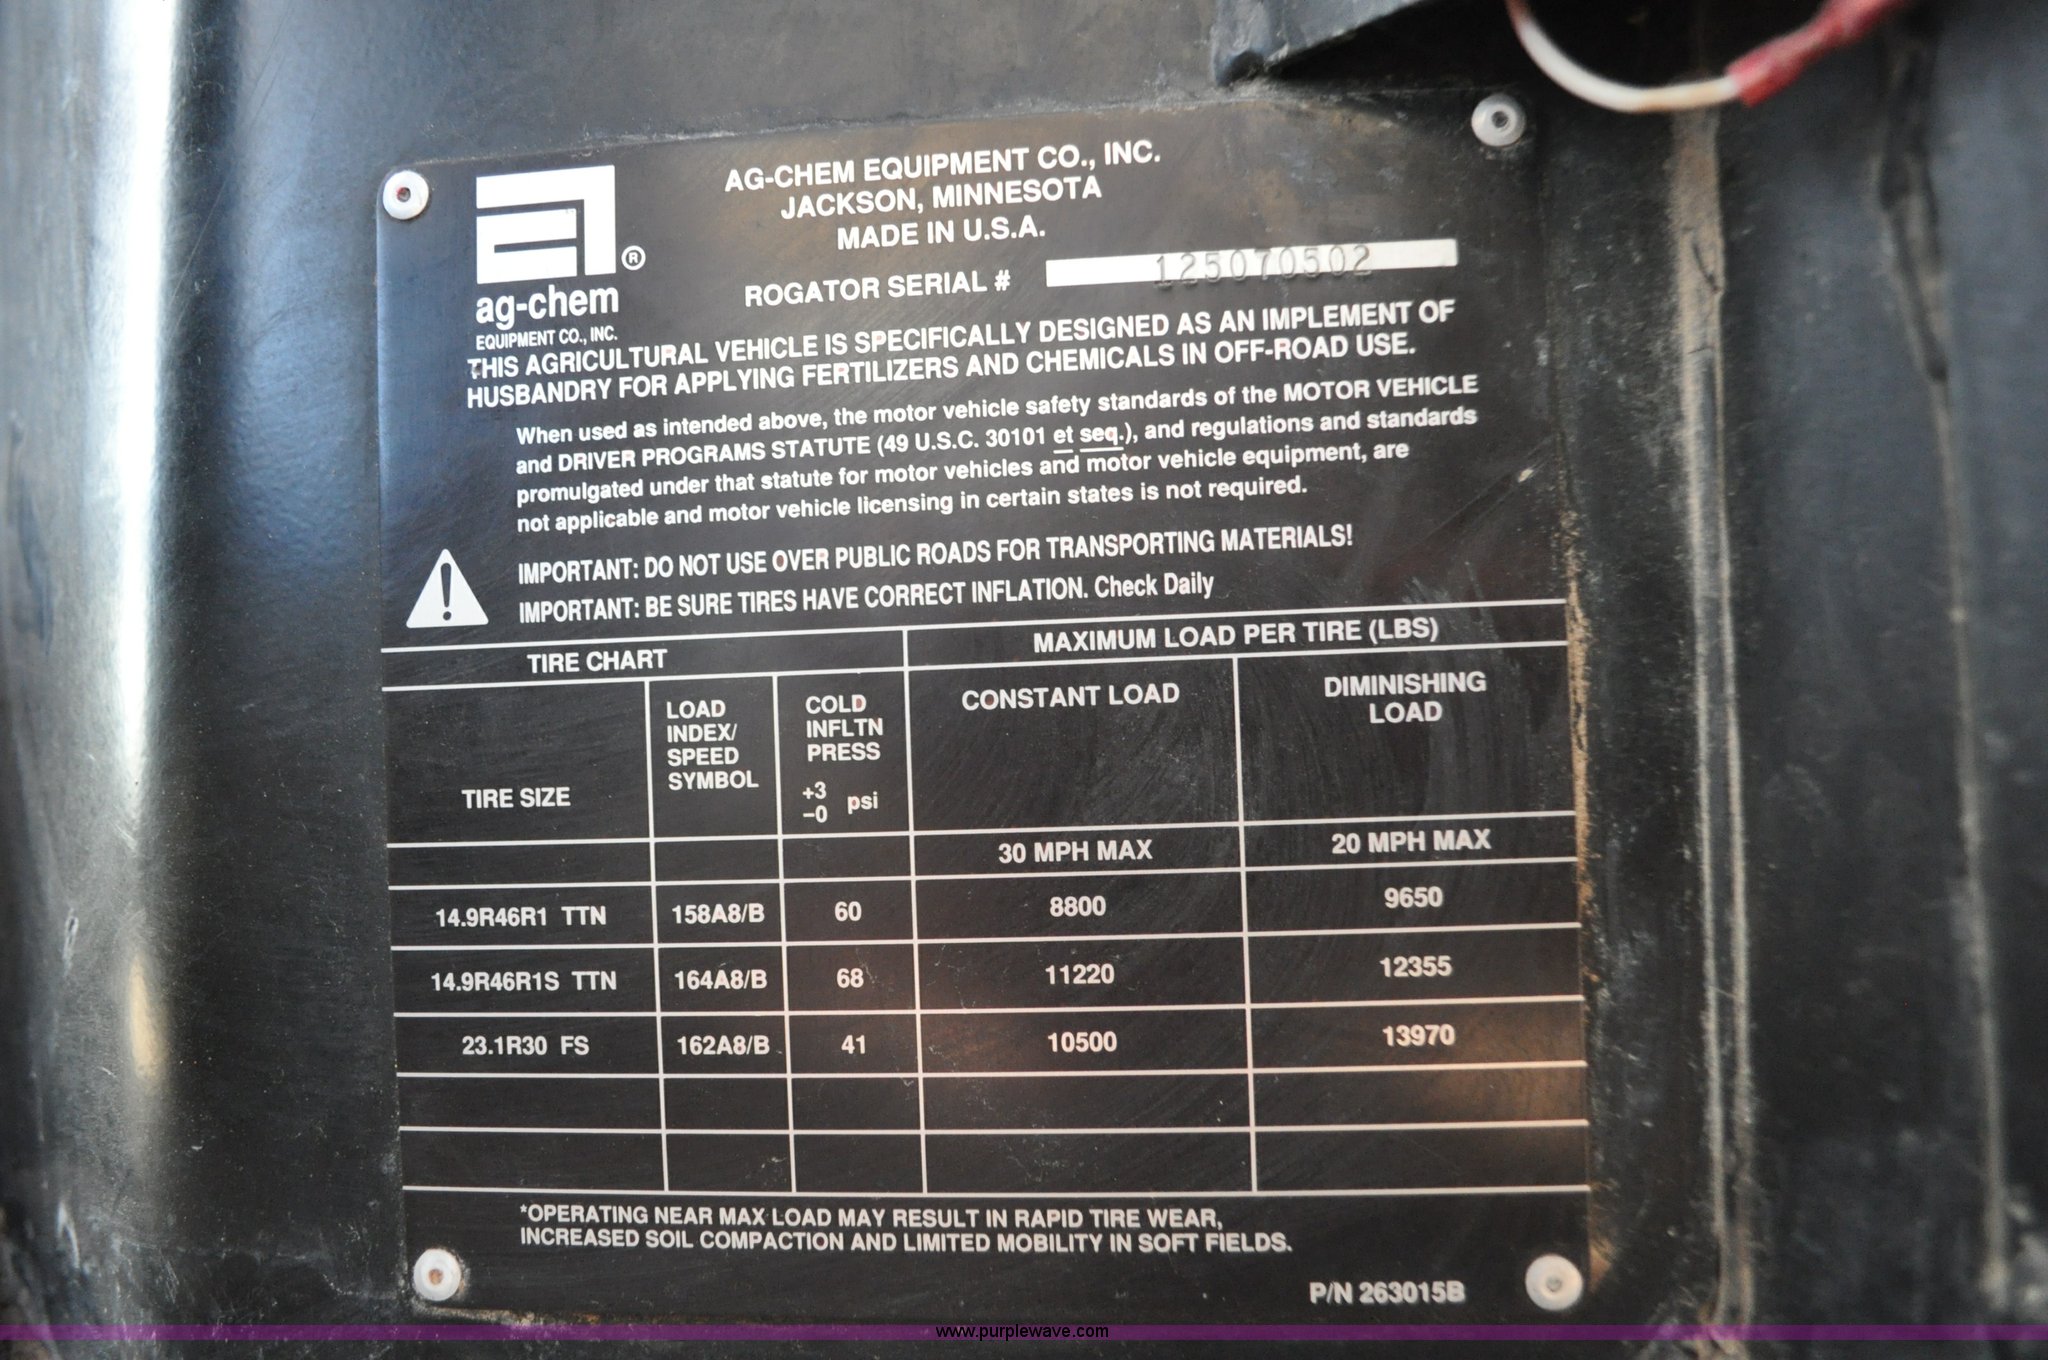 AG-CHEM EQUIPMENT CO., INC.
JACKSON, MINNESOTA
MADE IN U.S.A.
®
ag-chem
EQUIPMENT CO., INC.
ROGATOR SERIAL # 125070502
THIS AGRICULTURAL VEHICLE IS SPECIFICALLY DESIGNED AS AN IMPLEMENT OF
HUSBANDRY FOR APPLYING FERTILIZERS AND CHEMICALS IN OFF-ROAD USE.
When used as intended above, the motor vehicle safety standards of the MOTOR VEHICLE
and DRIVER PROGRAMS STATUTE (49 U.S.C. 30101 et seq.), and regulations and standards
promulgated under that statute for motor vehicles and motor vehicle equipment, are
not applicable and motor vehicle licensing in certain states is not required.
IMPORTANT: DO NOT USE OVER PUBLIC ROADS FOR TRANSPORTING MATERIALS!
IMPORTANT: BE SURE TIRES HAVE CORRECT INFLATION. Check Daily
TIRE CHART
MAXIMUM LOAD PER TIRE (LBS)
TIRE SIZE
LOAD
INDEX/
SPEED
SYMBOL
COLD
INFLTN
PRESS
+3
−0 psi
CONSTANT LOAD
DIMINISHING
LOAD
30 MPH MAX 20 MPH MAX
14.9R46R1 TTN 158A8/B 60 8800 9650
14.9R46R1S TTN 164A8/B 68 11220 12355
23.1R30 FS 162A8/B 41 10500 13970
*OPERATING NEAR MAX LOAD MAY RESULT IN RAPID TIRE WEAR,
INCREASED SOIL COMPACTION AND LIMITED MOBILITY IN SOFT FIELDS.
P/N 263015B
www.purplewave.com